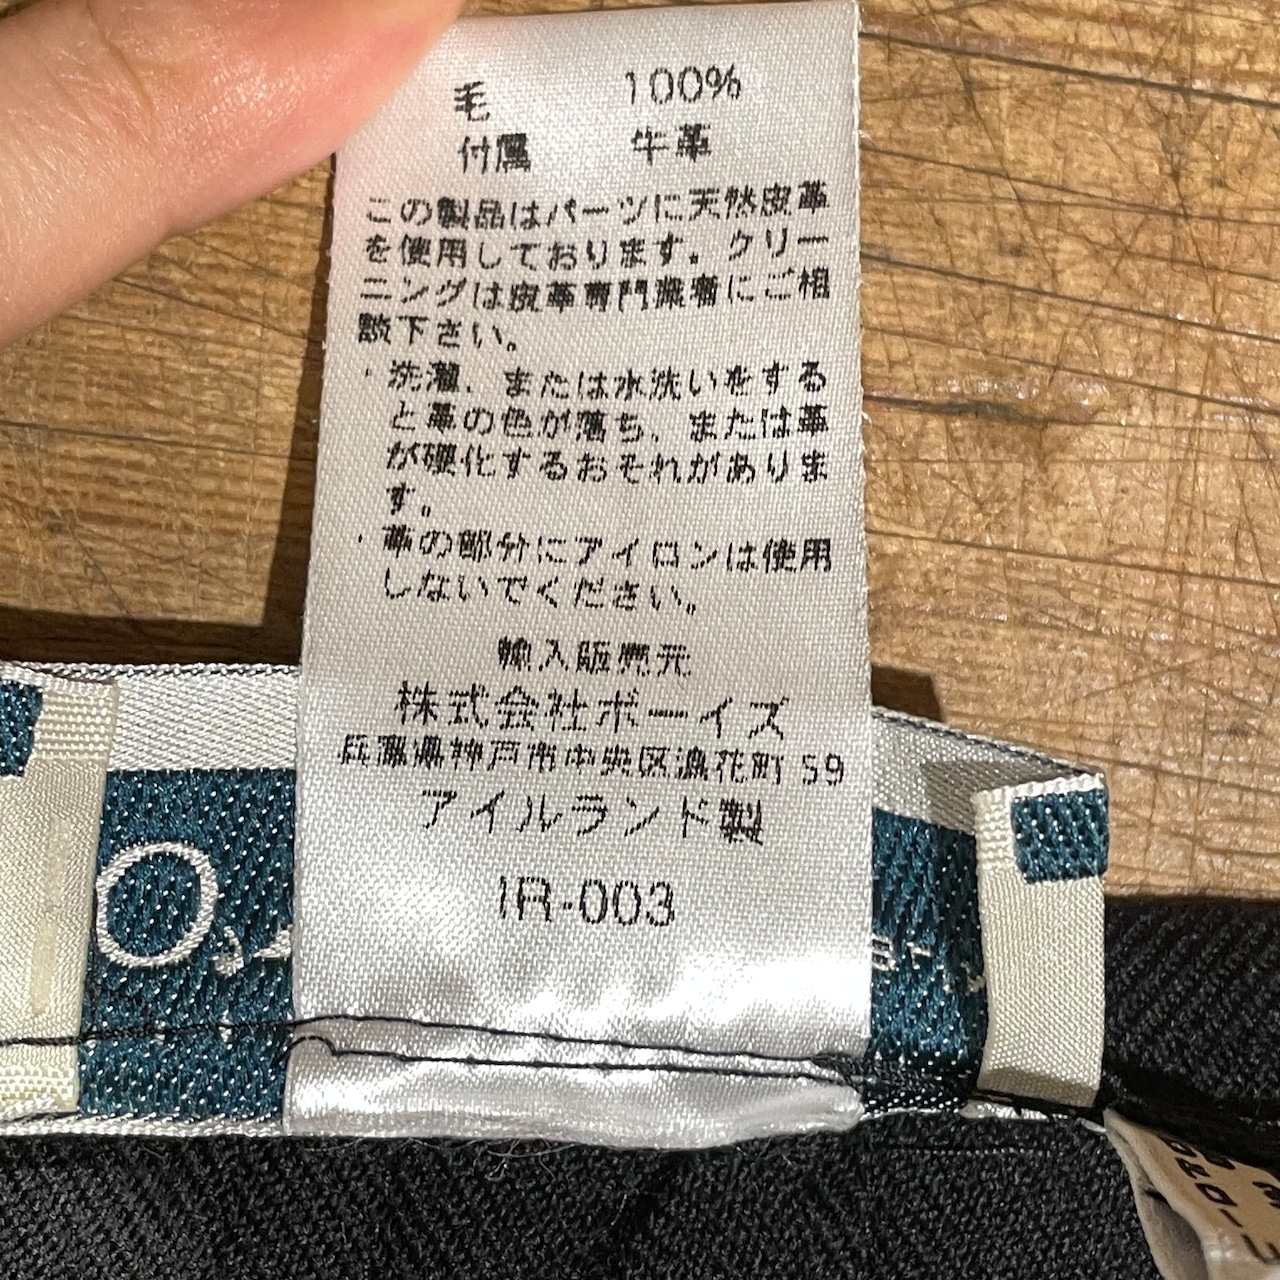 毛 100%
付属 牛革
この製品はパーツに天然皮革
を使用しております。クリー
ニングは皮革専門業者にご相
談下さい。
・洗濯、または水洗いをする
と革の色が落ち、または革
が硬化するおそれがありま
す。
・革の部分にアイロンは使用
しないでください。
輸入販売元
株式会社ボーイズ
兵庫県神戸市中央区浪花町 59
アイルランド製
IR-003